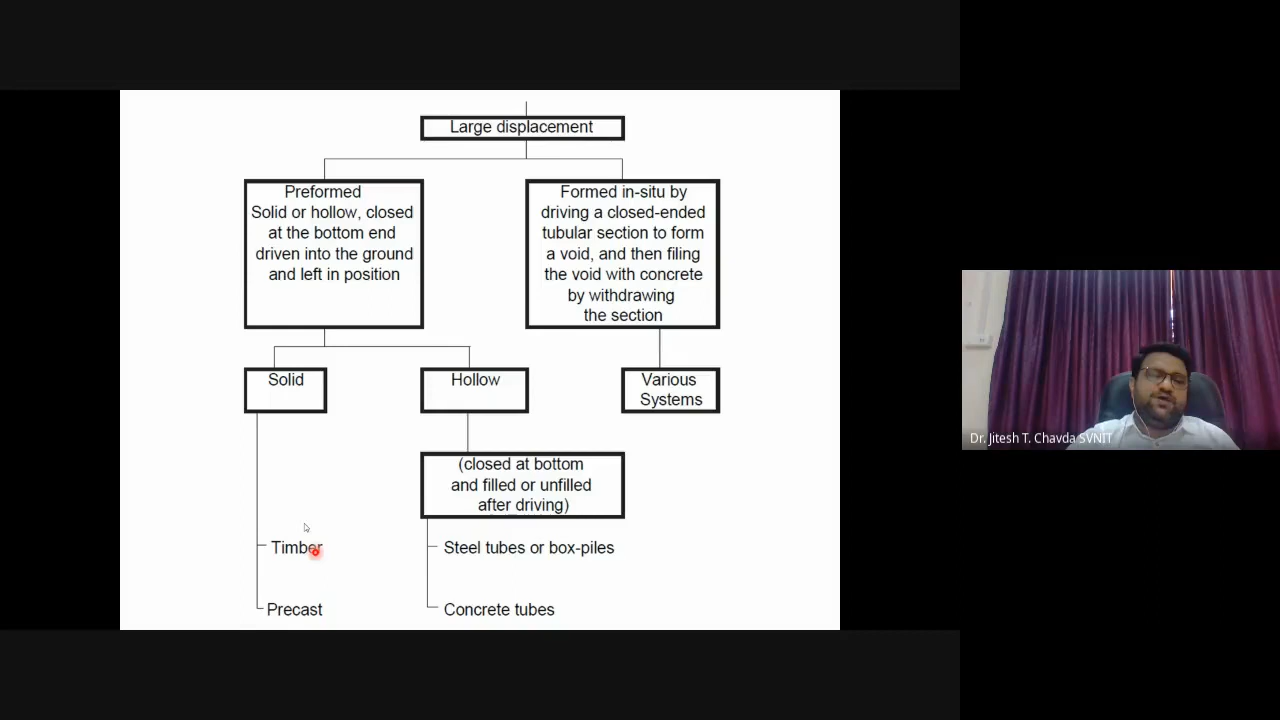 Large displacement
Preformed
Solid or hollow, closed
at the bottom end
driven into the ground
and left in position
Formed in-situ by
driving a closed-ended
tubular section to form
a void, and then filing
the void with concrete
by withdrawing
the section
Solid
Hollow
Various
Systems
(closed at bottom
and filled or unfilled
after driving)
Timber
Steel tubes or box-piles
Precast
Concrete tubes
Dr. Jitesh T. Chavda SVNIT